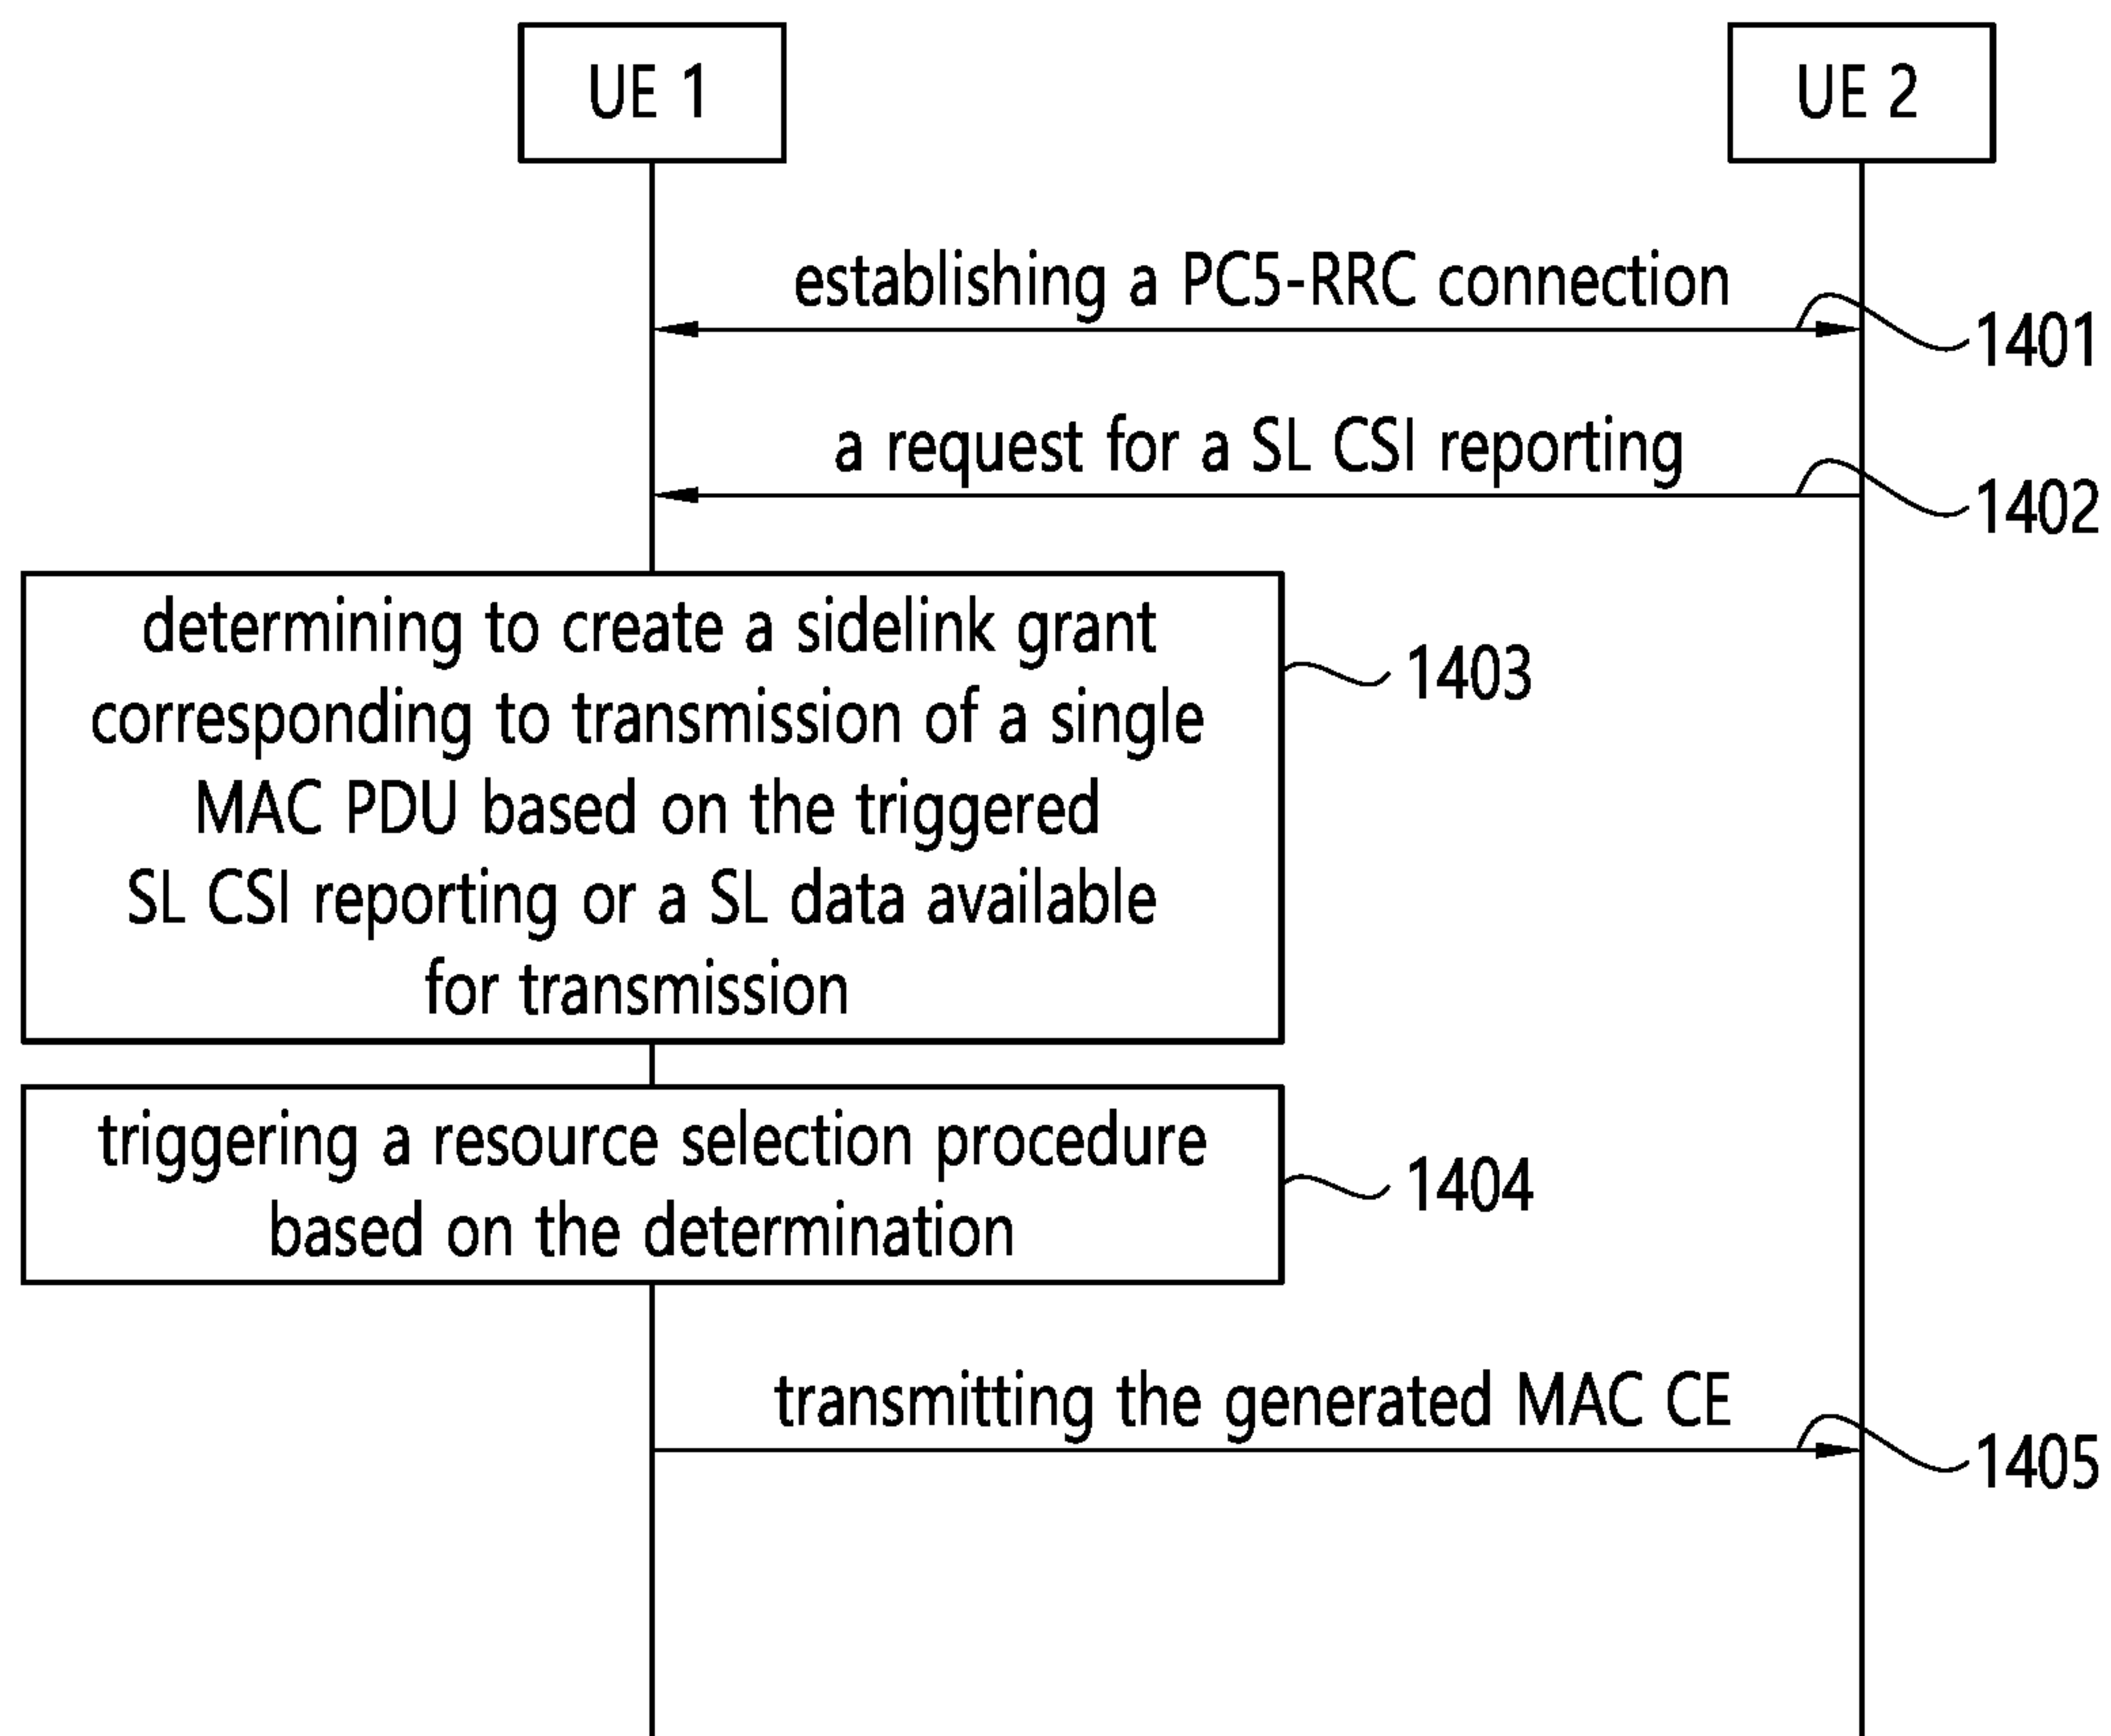 UE 1
UE 2
establishing a PC5-RRC connection
1401
a request for a SL CSI reporting
1402
determining to create a sidelink grant
corresponding to transmission of a single
MAC PDU based on the triggered
SL CSI reporting or a SL data available
for transmission
1403
triggering a resource selection procedure
based on the determination
1404
transmitting the generated MAC CE
1405